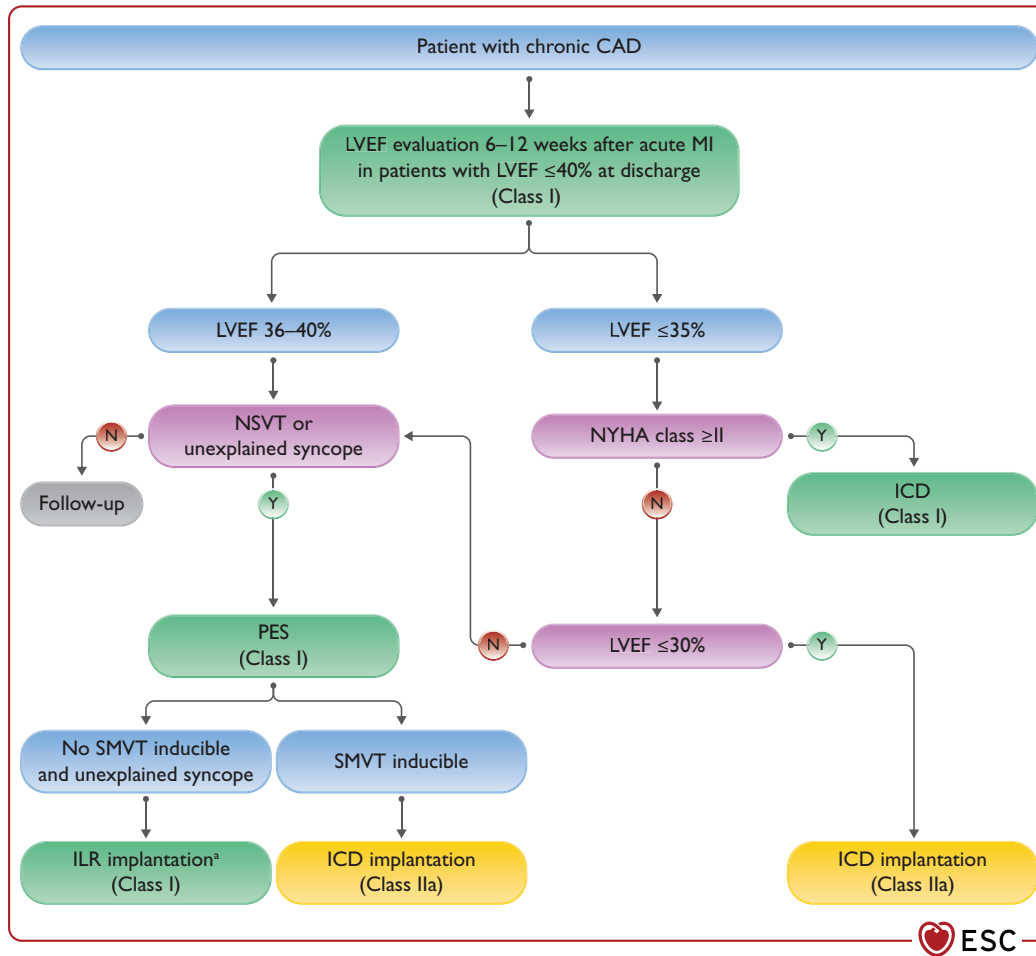 Patient with chronic CAD
LVEF evaluation 6–12 weeks after acute MI
in patients with LVEF ≤40% at discharge
(Class I)
LVEF 36–40%
LVEF ≤35%
NSVT or
unexplained syncope
NYHA class ≥II
N
Y
Follow-up
Y
N
ICD
(Class I)
PES
(Class I)
N
LVEF ≤30%
Y
No SMVT inducible
and unexplained syncope
SMVT inducible
ILR implantationᵃ
(Class I)
ICD implantation
(Class IIa)
ICD implantation
(Class IIa)
ESC